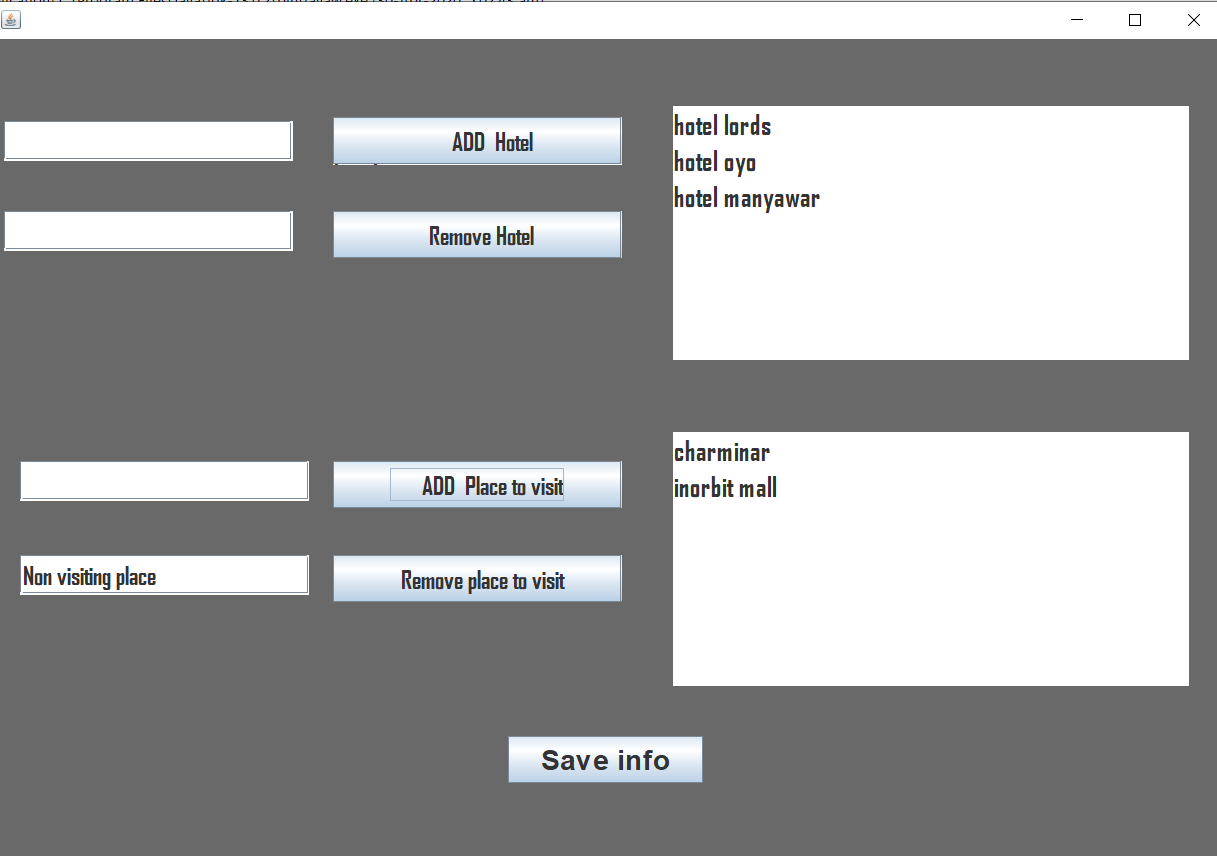 ADD Hotel
Remove Hotel
hotel lords
hotel oyo
hotel manyawar
ADD Place to visit
Non visiting place
Remove place to visit
charminar
inorbit mall
Save info